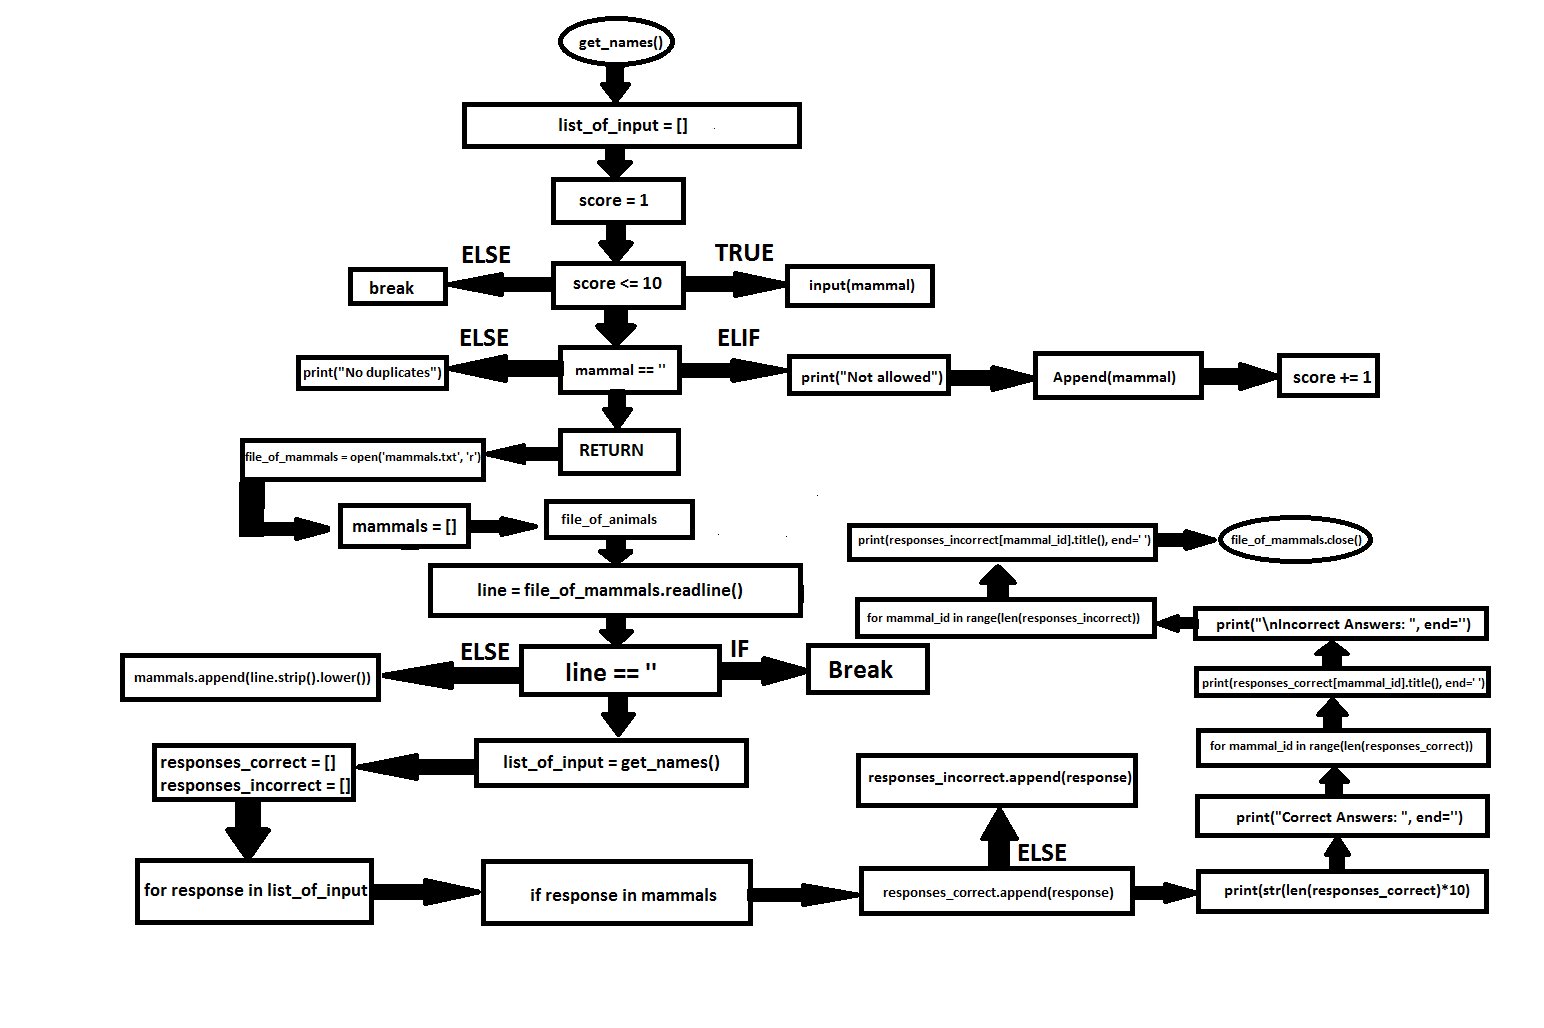 get_names()
list_of_input = []
score = 1
ELSE
TRUE
break
score <= 10
input(mammal)
ELSE
ELIF
print("No duplicates")
mammal == ''
print("Not allowed")
Append(mammal)
score += 1
RETURN
file_of_mammals = open('mammals.txt', 'r')
mammals = []
file_of_animals
line = file_of_mammals.readline()
ELSE
IF
mammals.append(line.strip().lower())
line == ''
Break
list_of_input = get_names()
responses_correct = []
responses_incorrect = []
for response in list_of_input
if response in mammals
responses_incorrect.append(response)
ELSE
responses_correct.append(response)
print(str(len(responses_correct)*10)
print("Correct Answers: ", end='')
for mammal_id in range(len(responses_correct))
print(responses_correct[mammal_id].title(), end=' ')
print("\nIncorrect Answers: ", end='')
for mammal_id in range(len(responses_incorrect))
print(responses_incorrect[mammal_id].title(), end=' ')
file_of_mammals.close()